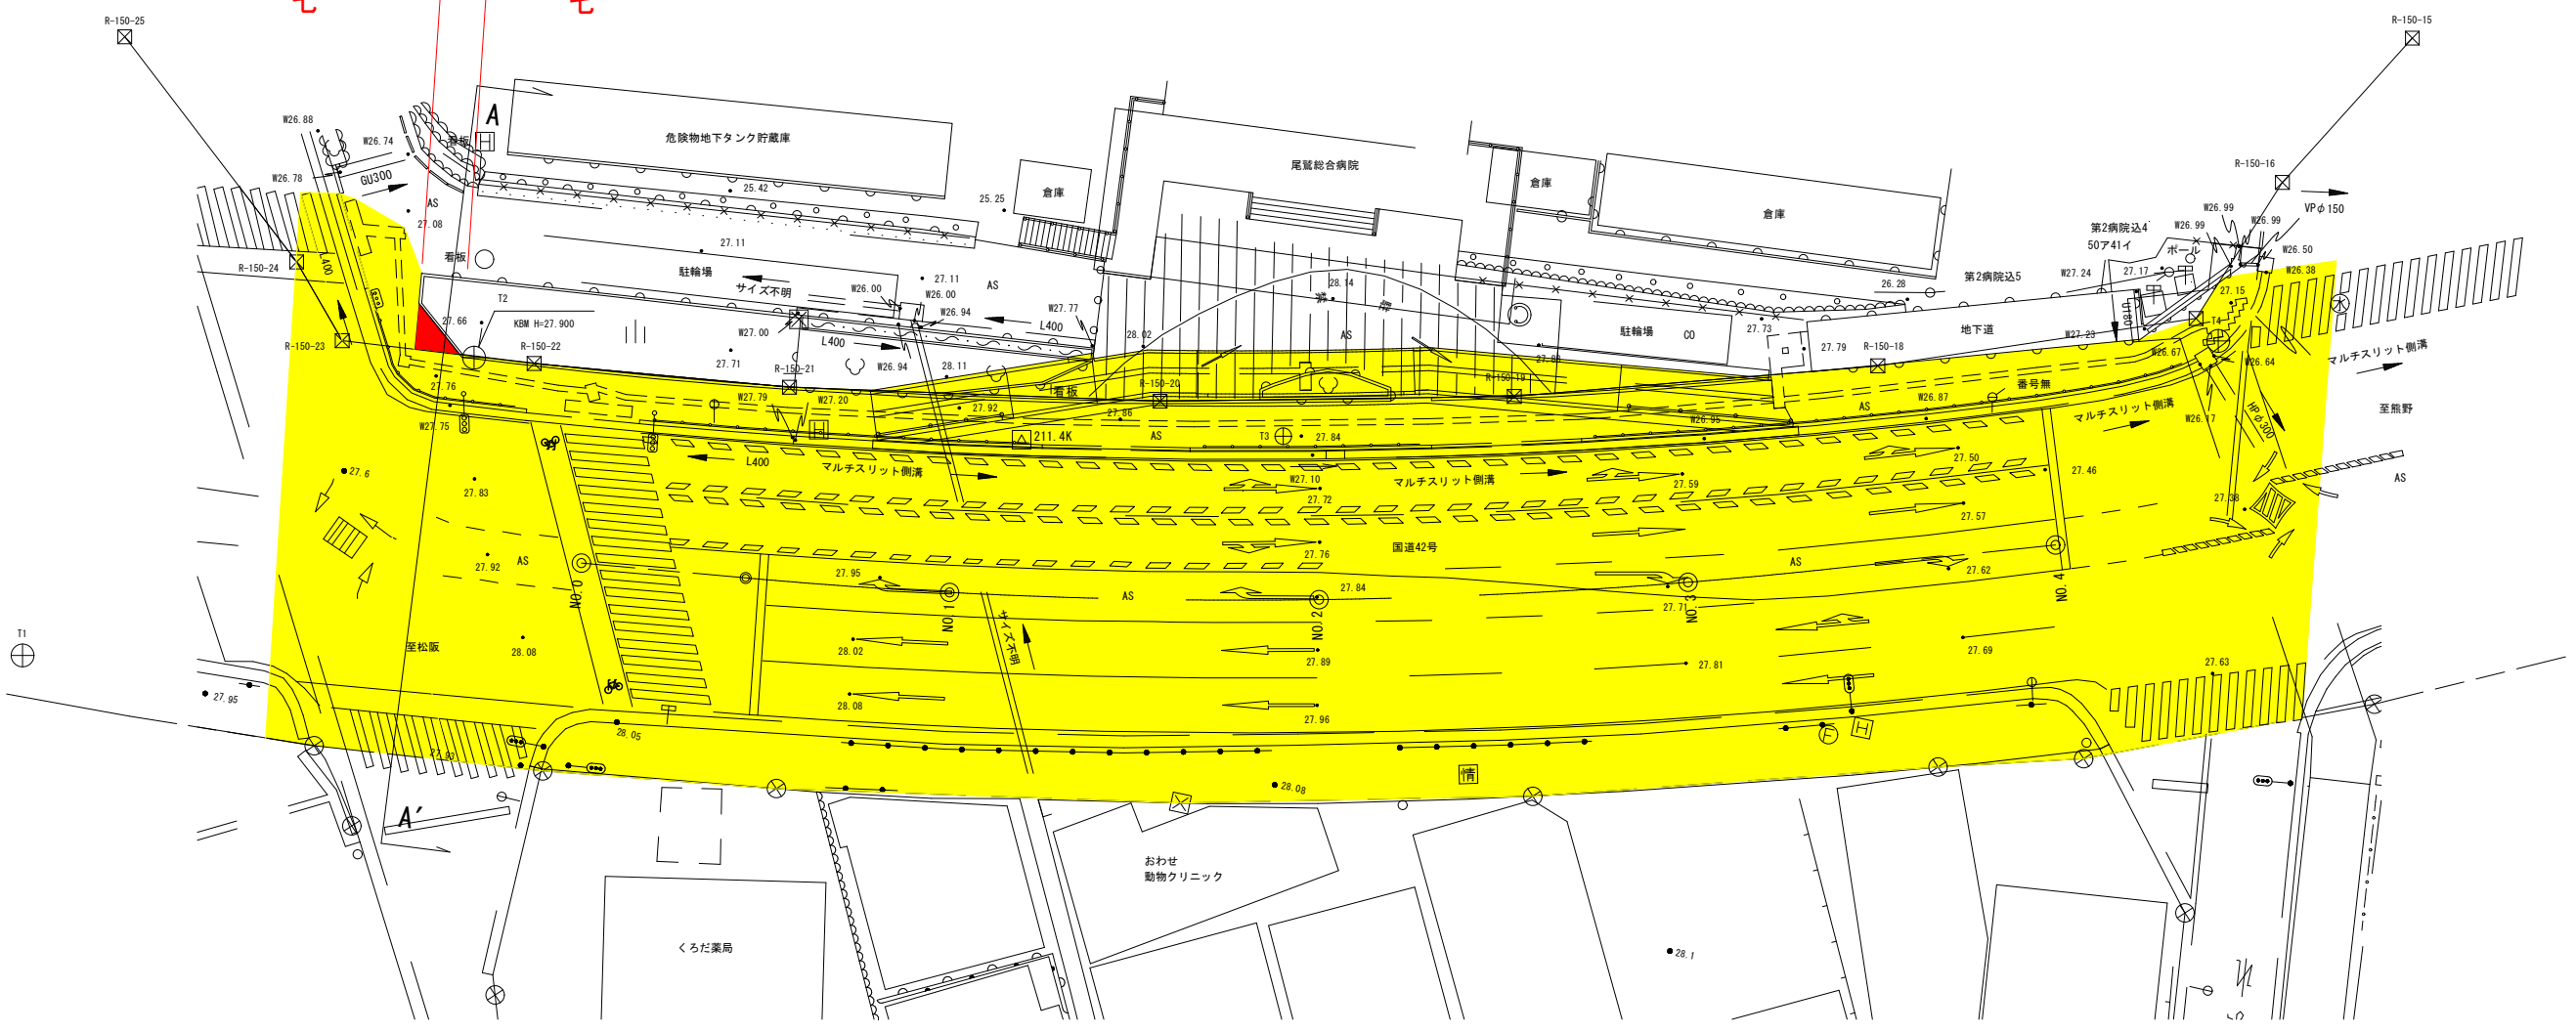 七
七
R-150-25
R-150-15
W26.88
A
看板
H
危険物地下タンク貯蔵庫
尾鷲総合病院
W26.74
W26.78
GU300
R-150-16
25.42
25.25
倉庫
倉庫
倉庫
AS
27.08
VPφ150
W26.99
W26.99
W26.99
第2病院込4
50ア41イ
ポール
W26.50
W26.38
27.11
看板
R-150-24
L400
駐輪場
サイズ不明
27.11
AS
第2病院込5
W27.24
27.17
28.14
26.28
W26.00
W26.00
W26.94
T2
27.66
KBM H=27.900
W27.00
L400
L400
W27.77
28.02
AS
27.73
駐輪場
CO
地下道
U180
W27.23
27.15
T4
R-150-23
R-150-22
27.71
R-150-21
W26.94
28.11
27.79
R-150-18
W26.67
W26.64
マルチスリット側溝
27.76
W27.79
W27.20
看板
R-150-20
R-150-19
番号無
W26.87
AS
27.92
27.86
W26.95
マルチスリット側溝
W26.17
HPφ300
至熊野
W27.75
H
211.4K
AS
T3
27.84
L400
マルチスリット側溝
マルチスリット側溝
W27.10
27.72
27.59
27.50
27.46
AS
27.6
27.83
27.38
27.57
国道42号
27.76
27.92
AS
27.95
27.84
AS
AS
27.62
27.71
NO.0
NO.1
NO.2
NO.3
NO.4
サイズ不明
T1
至松阪
28.08
28.02
27.89
27.81
27.69
27.63
27.95
28.08
27.96
28.05
27.93
F
H
情
28.08
A′
おわせ
動物クリニック
くろだ薬局
28.1